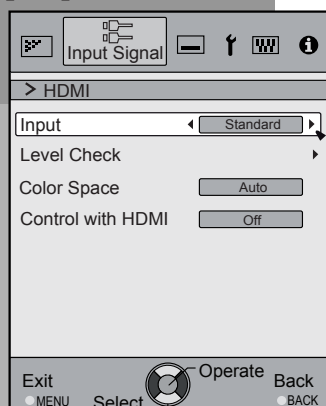 Input Signal
> HDMI
Input Standard
Level Check
Color Space Auto
Control with HDMI Off
Exit Operate Back
MENU Select BACK